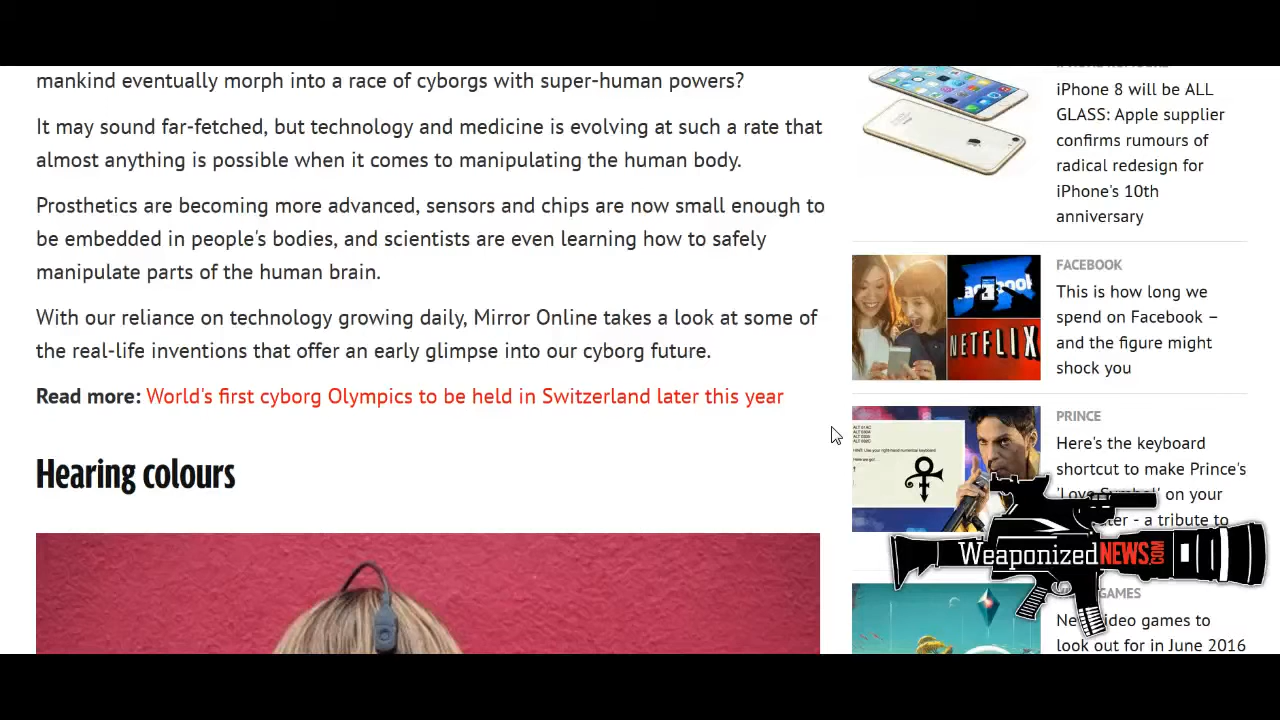 mankind eventually morph into a race of cyborgs with super-human powers?
It may sound far-fetched, but technology and medicine is evolving at such a rate that
almost anything is possible when it comes to manipulating the human body.
Prosthetics are becoming more advanced, sensors and chips are now small enough to
be embedded in people's bodies, and scientists are even learning how to safely
manipulate parts of the human brain.
With our reliance on technology growing daily, Mirror Online takes a look at some of
the real-life inventions that offer an early glimpse into our cyborg future.
Read more: World's first cyborg Olympics to be held in Switzerland later this year
Hearing colours
iPhone 8 will be ALL
GLASS: Apple supplier
confirms rumours of
radical redesign for
iPhone's 10th
anniversary
FACEBOOK
This is how long we
spend on Facebook –
and the figure might
shock you
NETFLIX
PRINCE
Here's the keyboard
shortcut to make Prince's
'Love Symbol' on your
- a tribute to
WeaponizedNEWS.COM
GAMES
video games to
look out for in June 2016